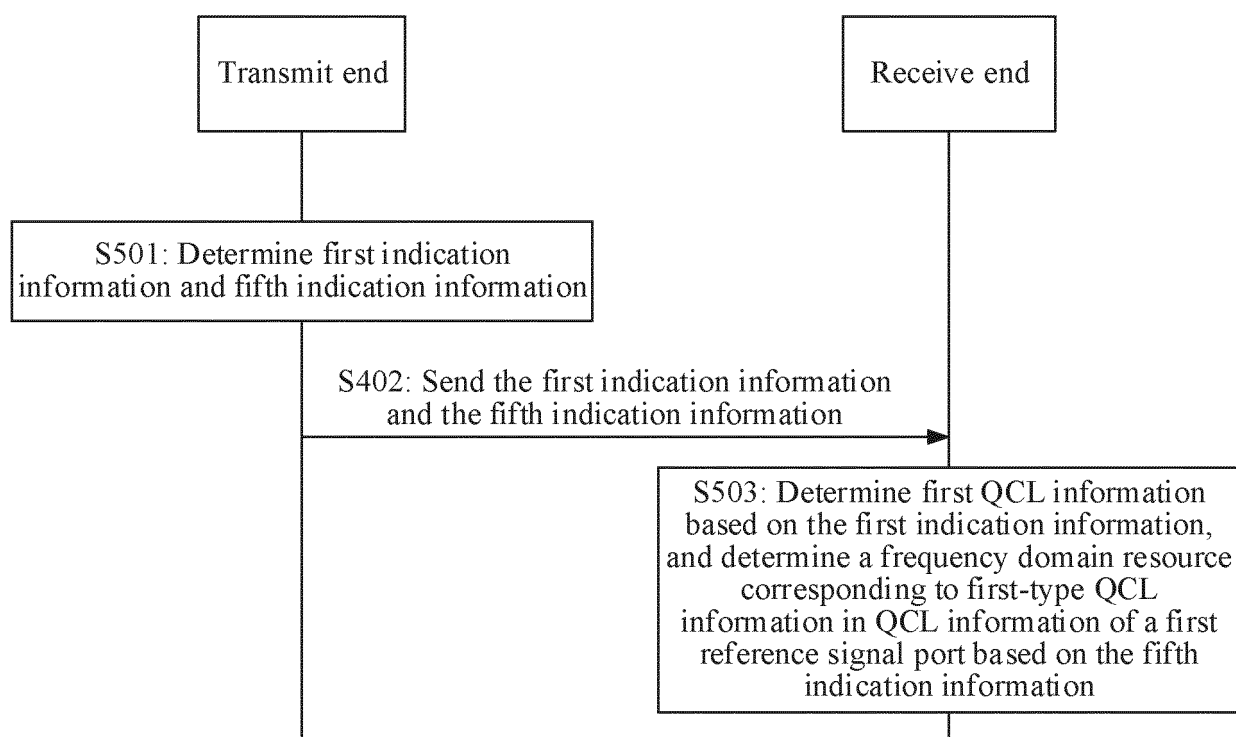 Transmit end
Receive end
S501: Determine first indication
information and fifth indication information
S402: Send the first indication information
and the fifth indication information
S503: Determine first QCL information
based on the first indication information,
and determine a frequency domain resource
corresponding to first-type QCL
information in QCL information of a first
reference signal port based on the fifth
indication information